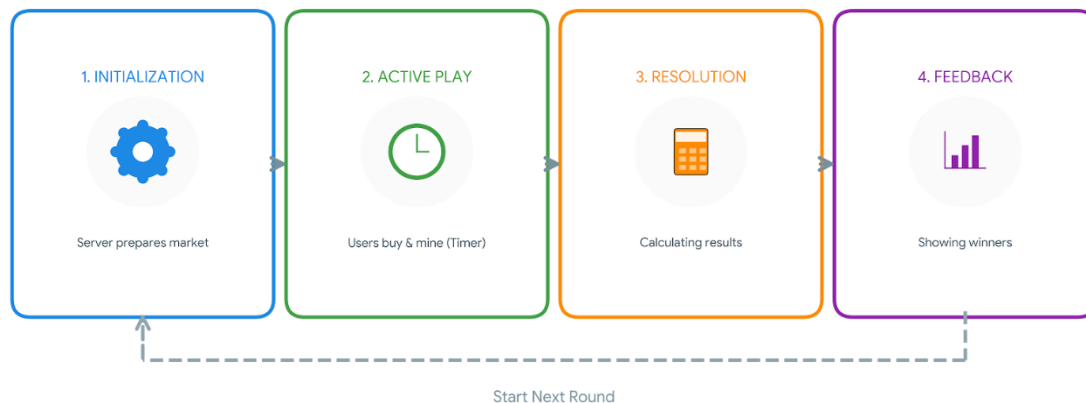 1. INITIALIZATION
Server prepares market
2. ACTIVE PLAY
Users buy & mine (Timer)
3. RESOLUTION
Calculating results
4. FEEDBACK
Showing winners
Start Next Round